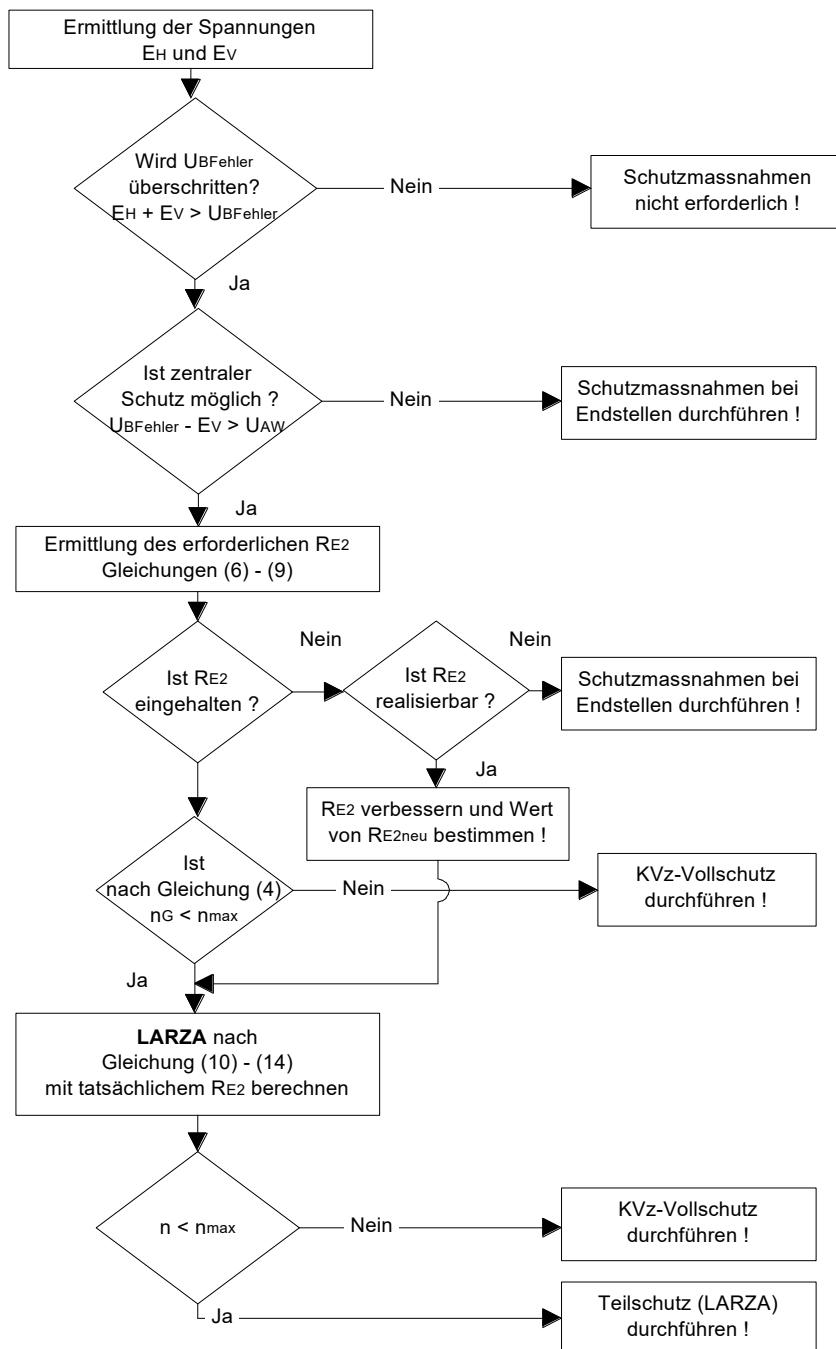 Ermittlung der Spannungen
EH und EV
Wird UBFehler
überschritten?
EH + EV > UBFehler
Nein
Schutzmassnahmen
nicht erforderlich !
Ja
Ist zentraler
Schutz möglich ?
UBFehler - EV > UAW
Nein
Schutzmassnahmen bei
Endstellen durchführen !
Ja
Ermittlung des erforderlichen RE2
Gleichungen (6) - (9)
Nein
Nein
Ist RE2
eingehalten ?
Ist RE2
realisierbar ?
Schutzmassnahmen bei
Endstellen durchführen !
Ja
RE2 verbessern und Wert
von RE2neu bestimmen !
Ist
nach Gleichung (4)
nG < nmax
Nein
KVz-Vollschutz
durchführen !
Ja
LARZA nach
Gleichung (10) - (14)
mit tatsächlichem RE2 berechnen
n < nmax
Nein
KVz-Vollschutz
durchführen !
Ja
Teilschutz (LARZA)
durchführen !